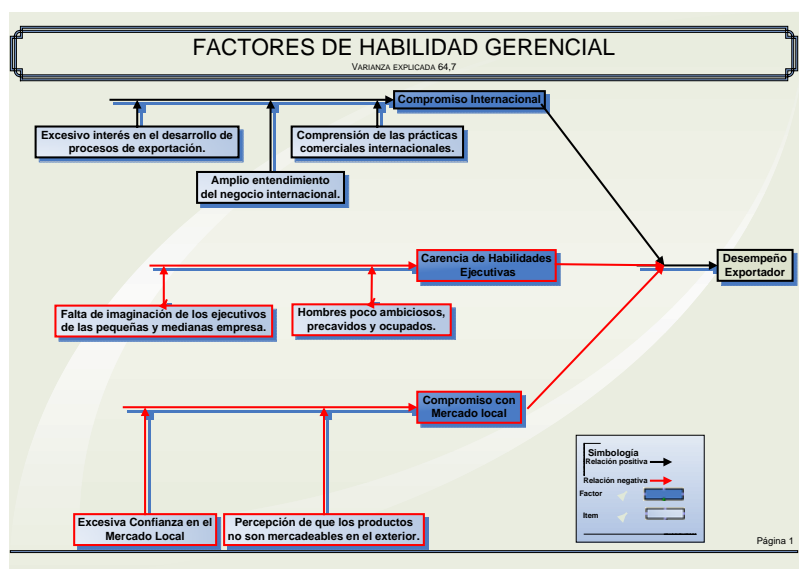 FACTORES DE HABILIDAD GERENCIAL
VARIANZA EXPLICADA 64,7
Compromiso Internacional
Excesivo interés en el desarrollo de
procesos de exportación.
Comprensión de las prácticas
comerciales internacionales.
Amplio entendimiento
del negocio internacional.
Carencia de Habilidades
Ejecutivas
Desempeño
Exportador
Falta de imaginación de los ejecutivos
de las pequeñas y medianas empresa.
Hombres poco ambiciosos,
precavidos y ocupados.
Compromiso con
Mercado local
Excesiva Confianza en el
Mercado Local
Percepción de que los productos
no son mercadeables en el exterior.
Simbología
Relación positiva
Relación negativa
Factor
Item
Página 1